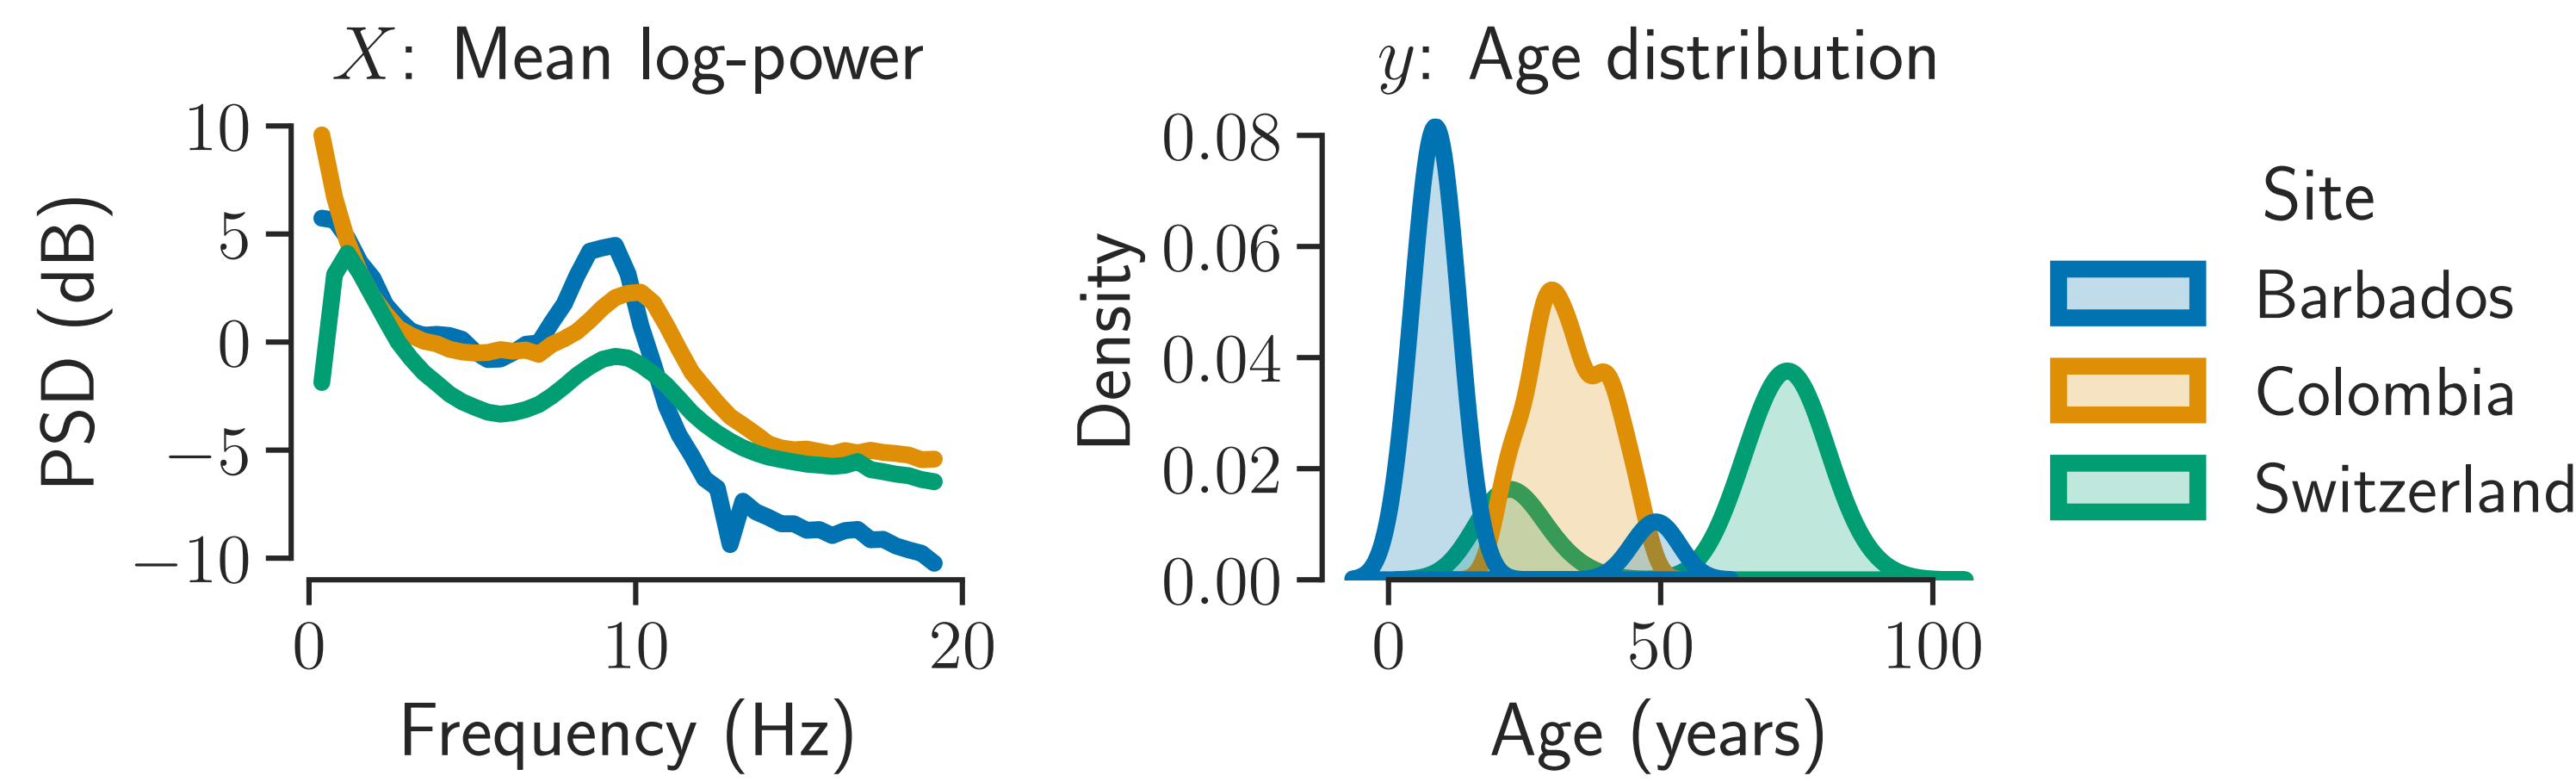 X: Mean log-power
PSD (dB)
10
5
0
−5
−10
0
10
20
Frequency (Hz)
y: Age distribution
Density
0.08
0.06
0.04
0.02
0.00
0
50
100
Age (years)
Site
Barbados
Colombia
Switzerland